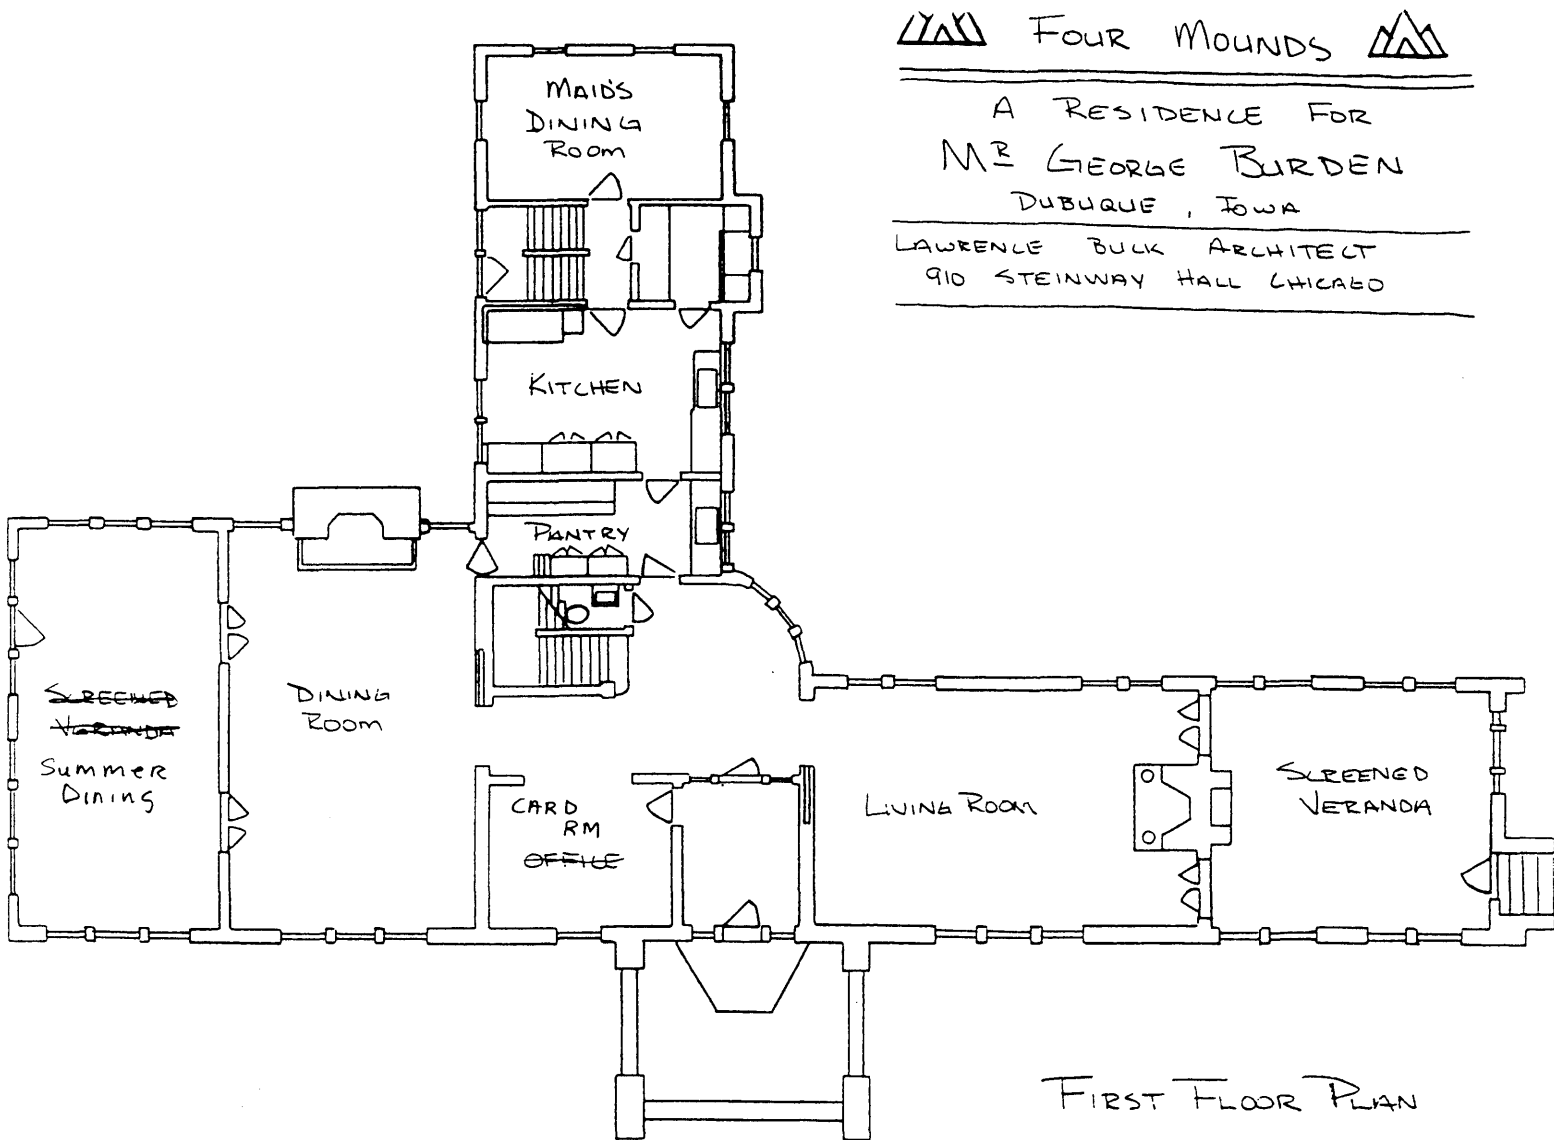 FOUR MOUNDS
A RESIDENCE FOR
MR GEORGE BURDEN
DUBUQUE, IOWA
LAWRENCE BUCK ARCHITECT
910 STEINWAY HALL CHICAGO
MAID'S
DINING
ROOM
KITCHEN
PANTRY
SCREENED
VERANDA
SUMMER
DINING
DINING
ROOM
CARD
RM
OFFICE
LIVING ROOM
SCREENED
VERANDA
FIRST FLOOR PLAN